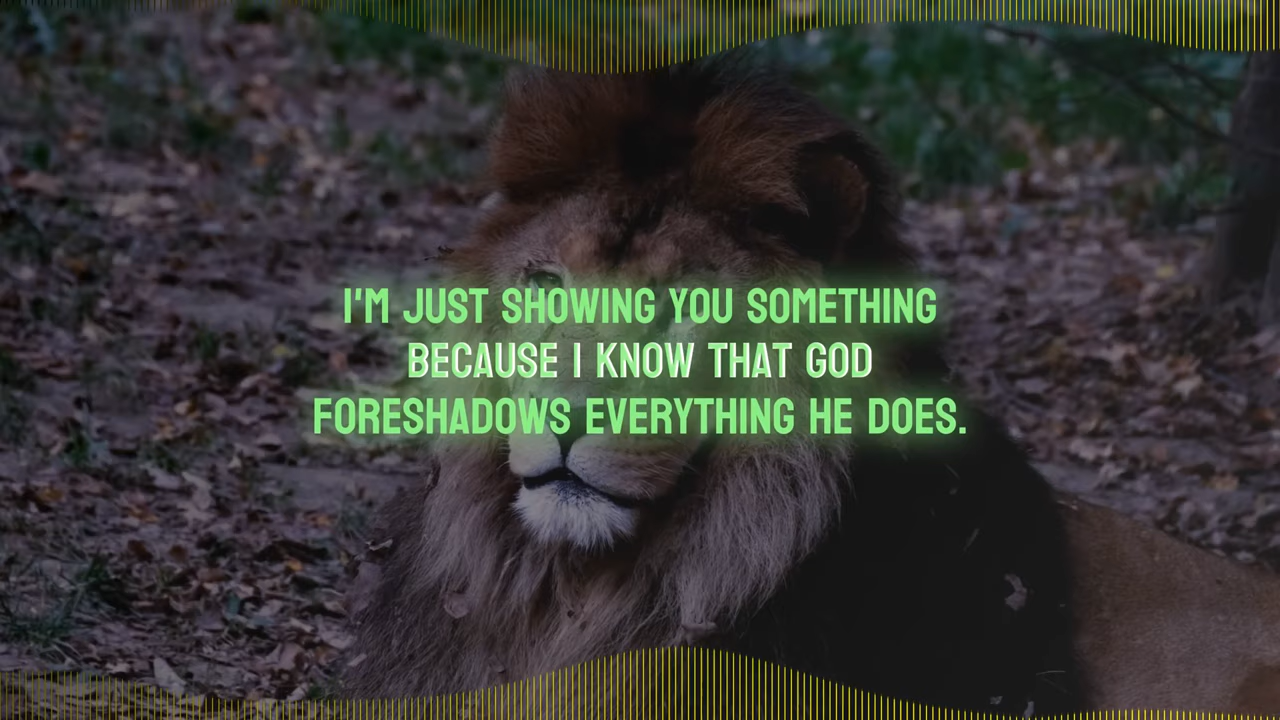 I'M JUST SHOWING YOU SOMETHING
BECAUSE I KNOW THAT GOD
FORESHADOWS EVERYTHING HE DOES.